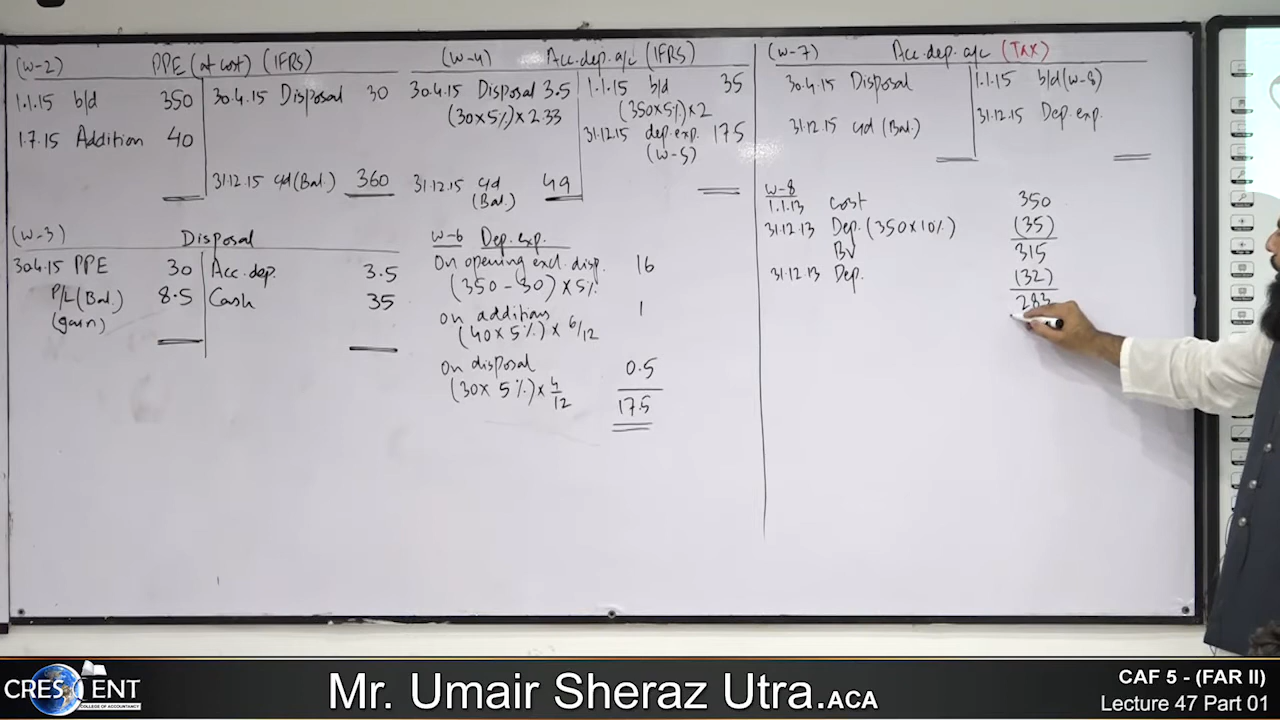 (W-2) PPE (at cost) (IFRS)
1.1.15 b/d 350 30.4.15 Disposal 30
1.7.15 Addition 40
31.12.15 c/d (Bal.) 360
(W-3) Disposal
30.4.15 PPE 30 Acc. dep. 3.5
P/L (Bal.) 8.5 Cash 35
(gain)
(W-4) Acc. dep. a/c (IFRS)
30.4.15 Disposal 3.5 1.1.15 b/d 35
(30x5%) x 2.33 (350x5%) x 2
31.12.15 dep. exp. 17.5
(W-5)
31.12.15 c/d 49
(Bal.)
W-6 Dep. exp.
On opening excl. disp. 16
(350 - 30) x 5%
On addition 1
(40 x 5%) x 6/12
On disposal 0.5
(30 x 5%) x 4/12
17.5
(W-7) Acc. dep. a/c (TAX)
30.4.15 Disposal 1.1.15 b/d (W-8)
31.12.15 c/d (Bal.) 31.12.15 Dep. exp.
W-8
1.1.13 Cost 350
31.12.13 Dep. (350x10%) (35)
BV 315
31.12.13 Dep. (32)
283
CRESCENT
COLLEGE OF ACCOUNTANCY
Mr. Umair Sheraz Utra.ACA
CAF 5 - (FAR II)
Lecture 47 Part 01